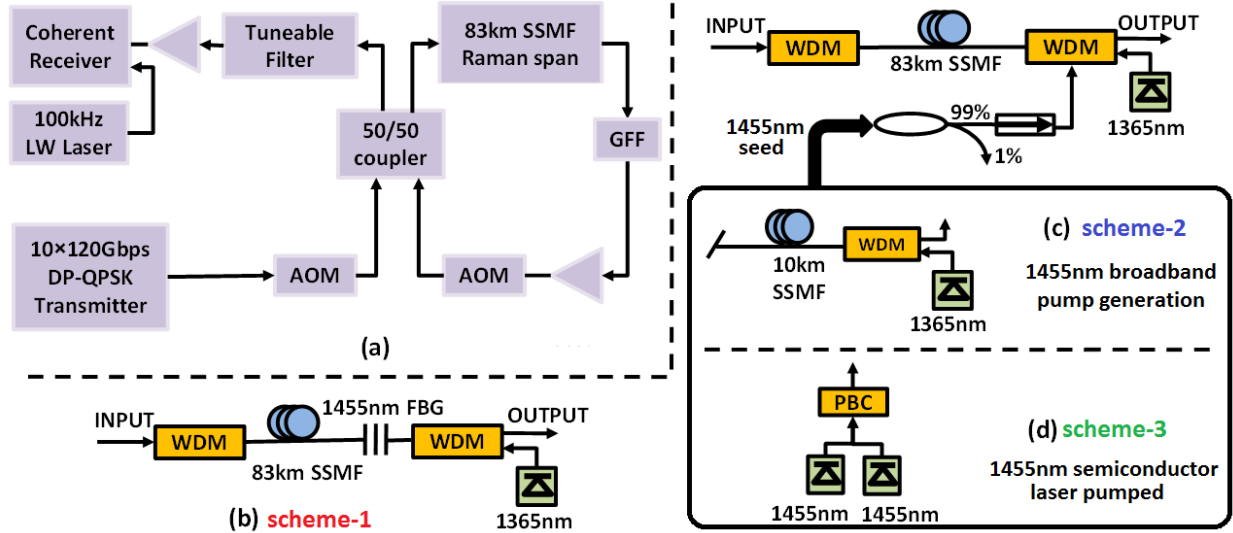 Coherent
Receiver
Tuneable
Filter
83km SSMF
Raman span
100kHz
LW Laser
50/50
coupler
GFF
10×120Gbps
DP-QPSK
Transmitter
AOM
AOM
(a)
INPUT
WDM
83km SSMF
1455nm FBG
WDM
OUTPUT
1365nm
(b) scheme-1
INPUT
WDM
83km SSMF
WDM
OUTPUT
1365nm
1455nm
seed
99%
1%
10km
SSMF
WDM
1365nm
(c) scheme-2
1455nm broadband
pump generation
PBC
1455nm
1455nm
(d) scheme-3
1455nm semiconductor
laser pumped